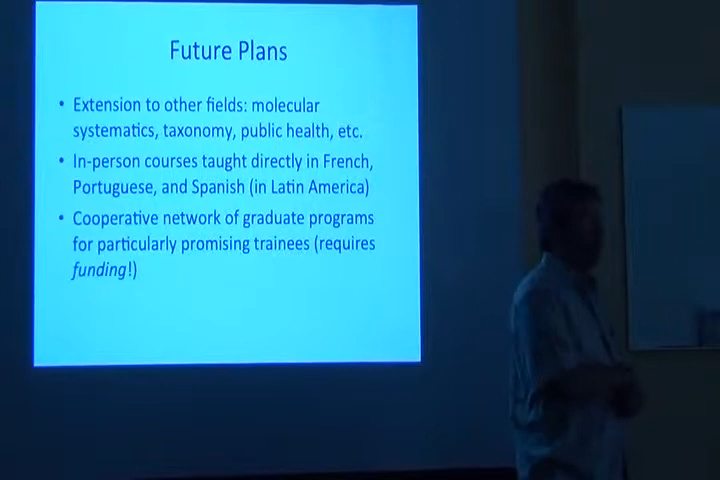 Future Plans
• Extension to other fields: molecular
systematics, taxonomy, public health, etc.
• In-person courses taught directly in French,
Portuguese, and Spanish (in Latin America)
• Cooperative network of graduate programs
for particularly promising trainees (requires
funding!)